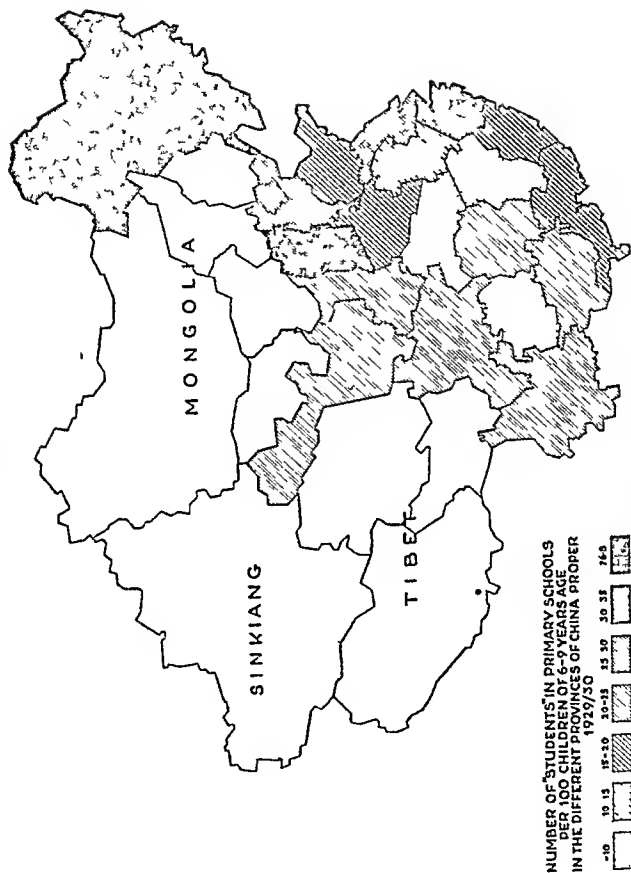 MONGOLIA
SINKIANG
TIBET
NUMBER OF "STUDENTS" IN PRIMARY SCHOOLS
PER 100 CHILDREN OF 6-9 YEARS AGE
IN THE DIFFERENT PROVINCES OF CHINA PROPER
1929/30
-10 10 15 15-20 20-25 25 30 30 35